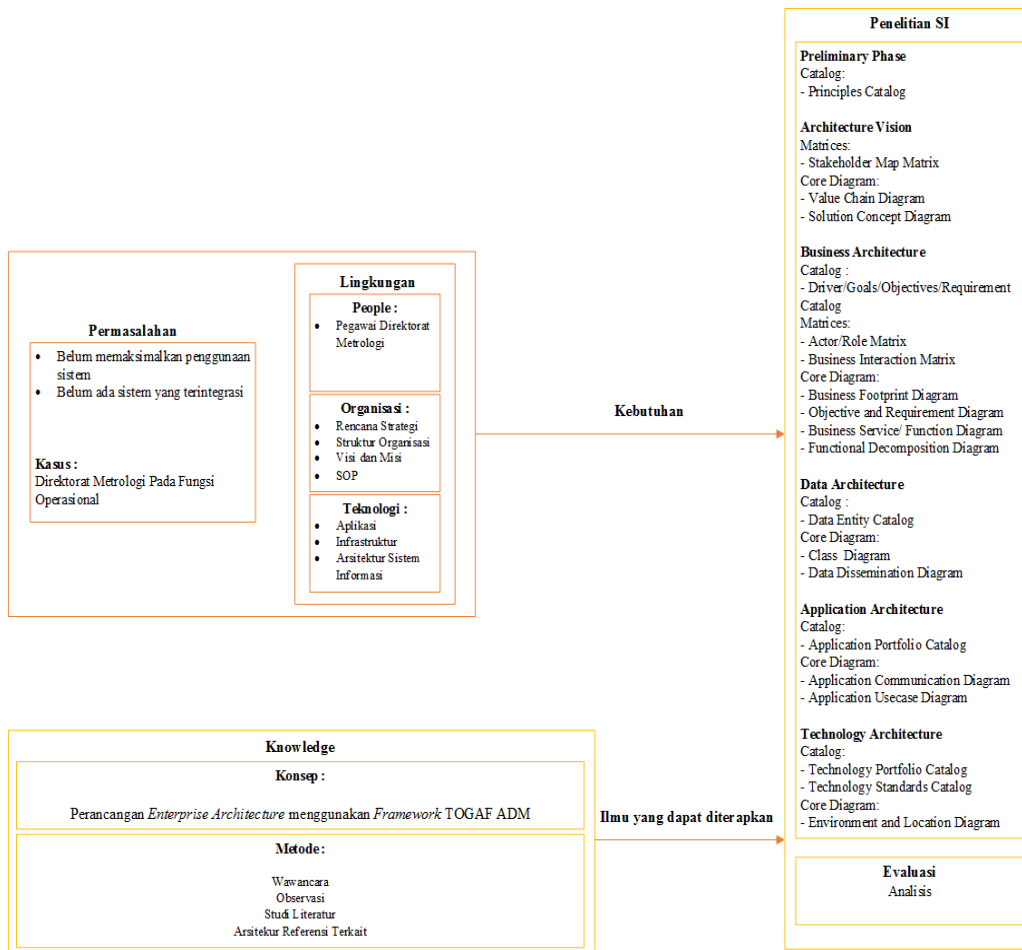 Permasalahan
• Belum memaksimalkan penggunaan
sistem
• Belum ada sistem yang terintegrasi
Kasus :
Direktorat Metrologi Pada Fungsi
Operasional
Lingkungan
People :
• Pegawai Direktorat
Metrologi
Organisasi :
• Rencana Strategi
• Struktur Organisasi
• Visi dan Misi
• SOP
Teknologi :
• Aplikasi
• Infrastruktur
• Arsitektur Sistem
Informasi
Kebutuhan
Knowledge
Konsep :
Perancangan Enterprise Architecture menggunakan Framework TOGAF ADM
Metode :
Wawancara
Observasi
Studi Literatur
Arsitekur Referensi Terkait
Ilmu yang dapat diterapkan
Penelitian SI
Preliminary Phase
Catalog:
- Principles Catalog
Architecture Vision
Matrices:
- Stakeholder Map Matrix
Core Diagram:
- Value Chain Diagram
- Solution Concept Diagram
Business Architecture
Catalog :
- Driver/Goals/Objectives/Requirement
Catalog
Matrices:
- Actor/Role Matrix
- Business Interaction Matrix
Core Diagram:
- Business Footprint Diagram
- Objective and Requirement Diagram
- Business Service/ Function Diagram
- Functional Decomposition Diagram
Data Architecture
Catalog :
- Data Entity Catalog
Core Diagram:
- Class Diagram
- Data Dissemination Diagram
Application Architecture
Catalog:
- Application Portfolio Catalog
Core Diagram:
- Application Communication Diagram
- Application Usecase Diagram
Technology Architecture
Catalog:
- Technology Portfolio Catalog
- Technology Standards Catalog
Core Diagram:
- Environment and Location Diagram
Evaluasi
Analisis